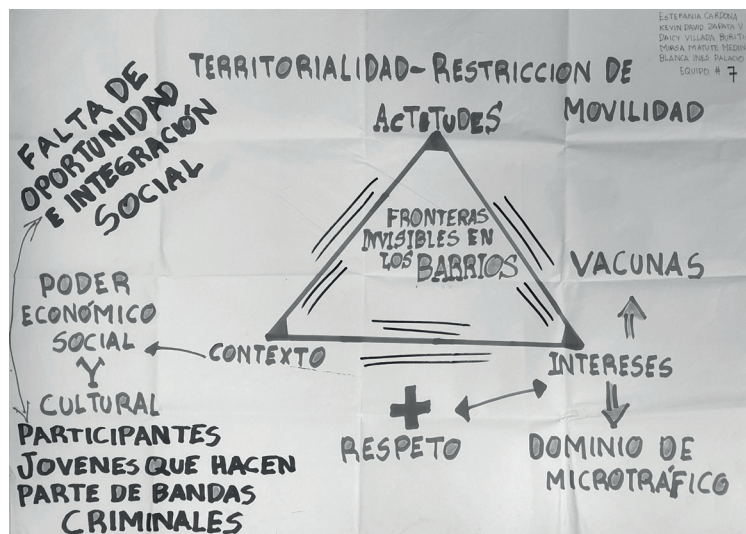 ESTEFANIA CARDONA
KEVIN DAVID ZAPATA V
DAICY VILLADA BURITI
MIRSA MATUTE MEDIN
BLANCA INES PALACIO
EQUIPO # 7
TERRITORIALIDAD-RESTRICCION DE
MOVILIDAD
FALTA DE
OPORTUNIDAD
E INTEGRACIÓN
SOCIAL
ACTITUDES
FRONTERAS
INVISIBLES EN
LOS BARRIOS
VACUNAS
PODER
ECONÓMICO
SOCIAL
Y
CULTURAL
CONTEXTO
INTERESES
+
RESPETO
DOMINIO DE
MICROTRÁFICO
PARTICIPANTES
JOVENES QUE HACEN
PARTE DE BANDAS
CRIMINALES